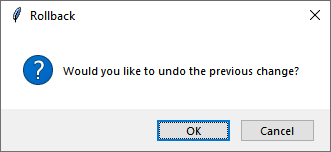 Rollback
Would you like to undo the previous change?
OK
Cancel